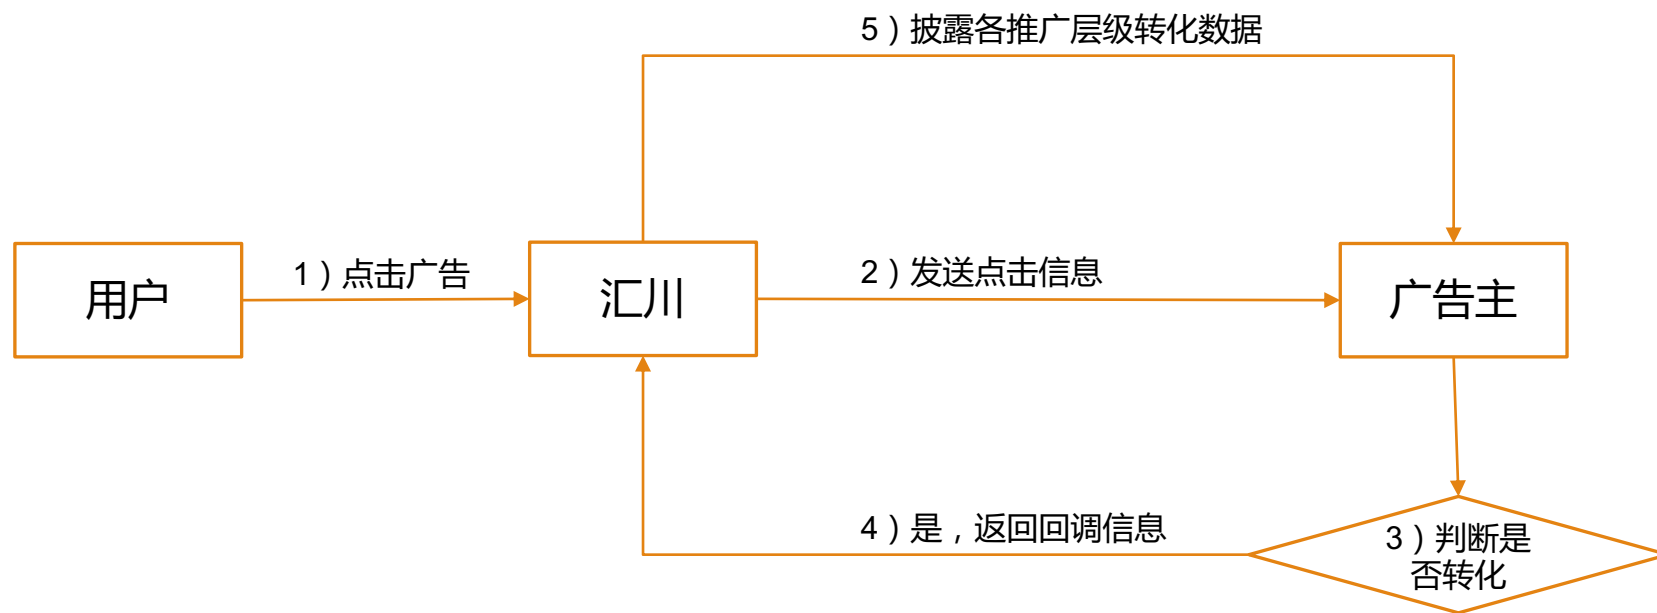 5）披露各推广层级转化数据
用户
1）点击广告
汇川
2）发送点击信息
广告主
4）是，返回回调信息
3）判断是
否转化